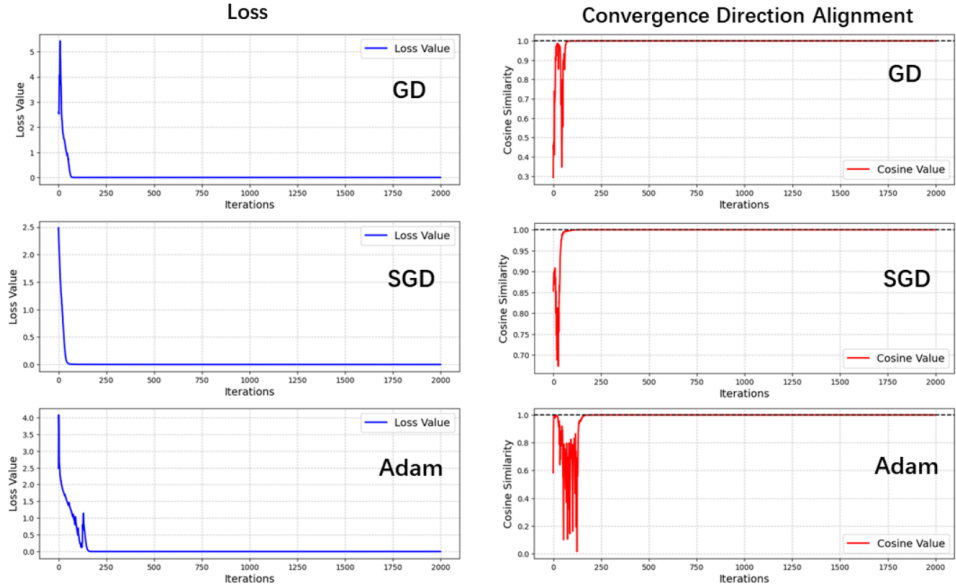 Loss
Convergence Direction Alignment
Loss Value
5
4
3
2
1
0
0 250 500 750 1000 1250 1500 1750 2000
Iterations
Loss Value
GD
Cosine Similarity
1.0
0.9
0.8
0.7
0.6
0.5
0.4
0.3
0 250 500 750 1000 1250 1500 1750 2000
Iterations
GD
Cosine Value
Loss Value
2.5
2.0
1.5
1.0
0.5
0.0
0 250 500 750 1000 1250 1500 1750 2000
Iterations
Loss Value
SGD
Cosine Similarity
1.00
0.95
0.90
0.85
0.80
0.75
0.70
0 250 500 750 1000 1250 1500 1750 2000
Iterations
SGD
Cosine Value
Loss Value
4.0
3.5
3.0
2.5
2.0
1.5
1.0
0.5
0.0
0 250 500 750 1000 1250 1500 1750 2000
Iterations
Loss Value
Adam
Cosine Similarity
1.0
0.8
0.6
0.4
0.2
0.0
0 250 500 750 1000 1250 1500 1750 2000
Iterations
Adam
Cosine Value